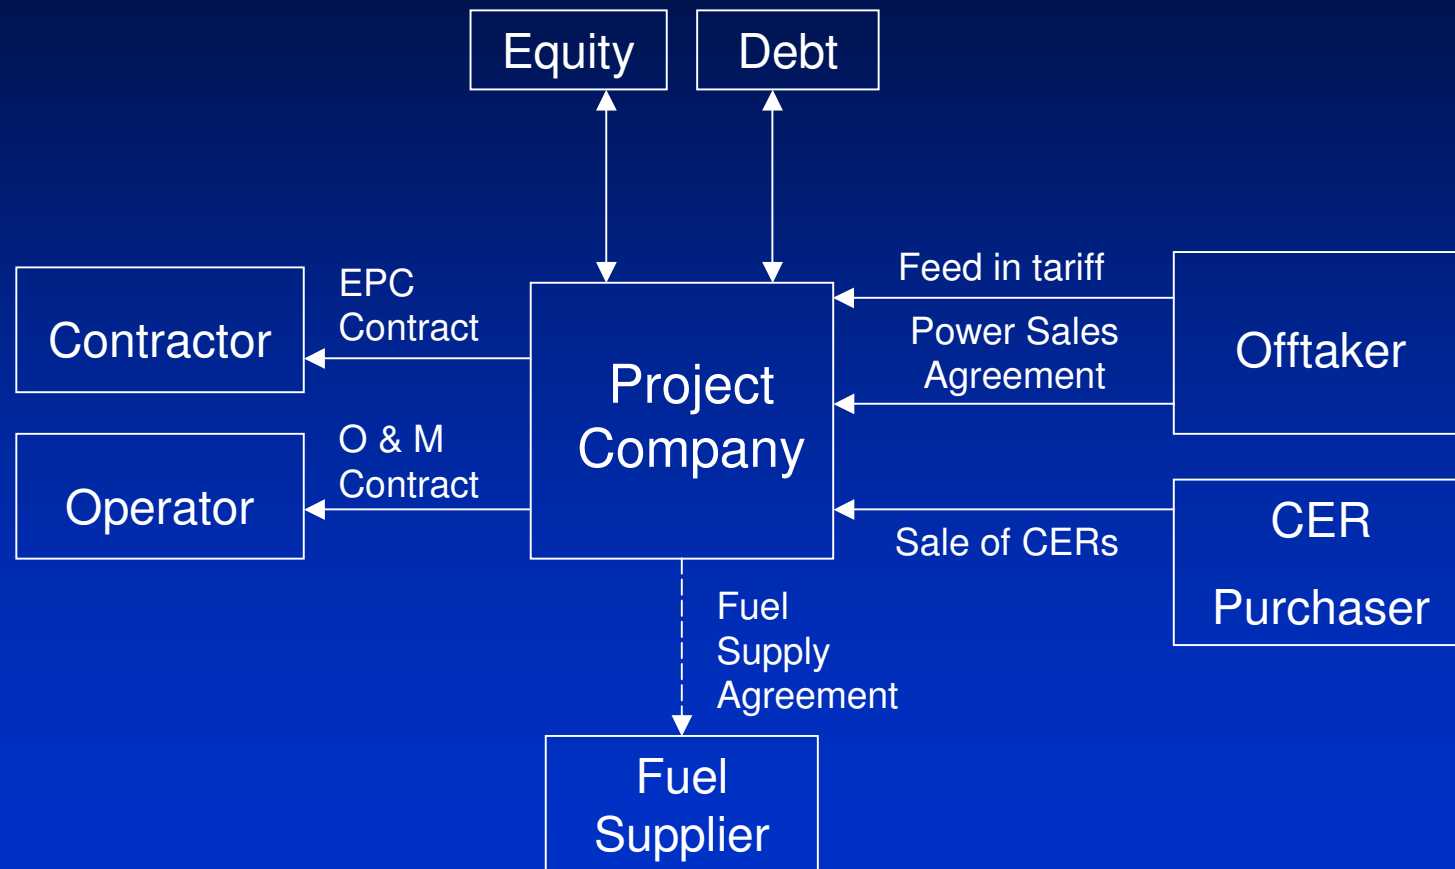 Equity
Debt
EPC
Contract
Contractor
O & M
Contract
Operator
Project
Company
Feed in tariff
Power Sales
Agreement
Offtaker
Sale of CERs
CER
Purchaser
Fuel
Supply
Agreement
Fuel
Supplier